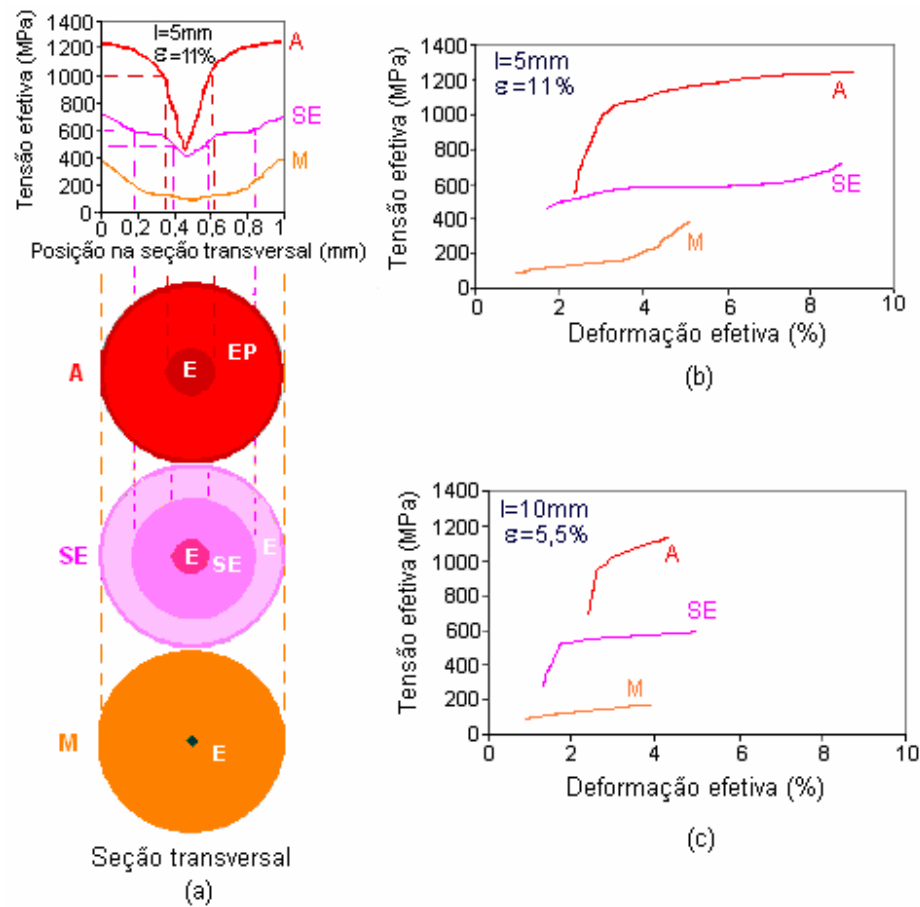 1400
1200
1000
800
600
400
200
0
Tensão efetiva (MPa)
l=5mm
ε=11%
A
SE
M
0 0,2 0,4 0,6 0,8 1
Posição na seção transversal (mm)
A
E
EP
SE
E
SE
E
M
E
Seção transversal
(a)
1400
1200
1000
800
600
400
200
0
Tensão efetiva (MPa)
l=5mm
ε=11%
A
SE
M
0 2 4 6 8 10
Deformação efetiva (%)
(b)
1400
1200
1000
800
600
400
200
0
Tensão efetiva (MPa)
l=10mm
ε=5,5%
A
SE
M
0 2 4 6 8 10
Deformação efetiva (%)
(c)